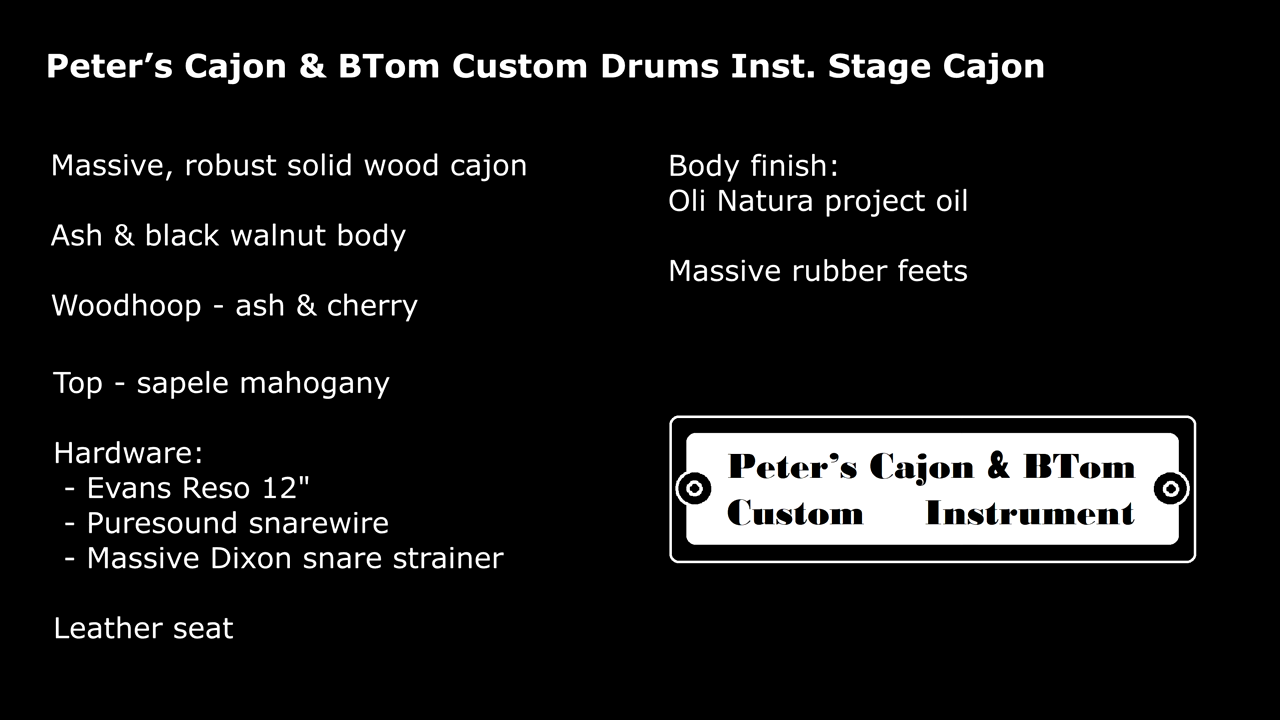 Peter’s Cajon & BTom Custom Drums Inst. Stage Cajon
Massive, robust solid wood cajon
Ash & black walnut body
Woodhoop - ash & cherry
Top - sapele mahogany
Hardware:
- Evans Reso 12"
- Puresound snarewire
- Massive Dixon snare strainer
Leather seat
Body finish:
Oli Natura project oil
Massive rubber feets
Peter’s Cajon & BTom
Custom Instrument